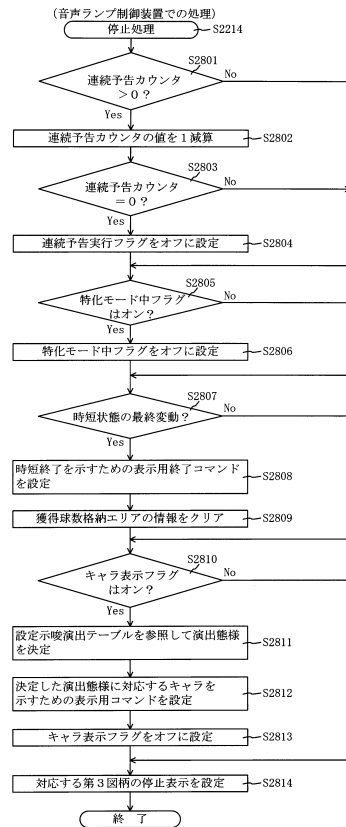 (音声ランプ制御装置での処理)
停止処理
S2214
S2801
連続予告カウンタ
>0?
No
Yes
連続予告カウンタの値を1減算
S2802
S2803
連続予告カウンタ
=0?
No
Yes
連続予告実行フラグをオフに設定
S2804
S2805
特化モード中フラグ
はオン?
No
Yes
特化モード中フラグをオフに設定
S2806
S2807
時短状態の最終変動?
No
Yes
時短終了を示すための表示用終了コマンド
を設定
S2808
獲得球数格納エリアの情報をクリア
S2809
S2810
キャラ表示フラグ
はオン?
No
Yes
設定示唆演出テーブルを参照して演出態様
を決定
S2811
決定した演出態様に対応するキャラを
示すための表示用コマンドを設定
S2812
キャラ表示フラグをオフに設定
S2813
対応する第3図柄の停止表示を設定
S2814
終 了